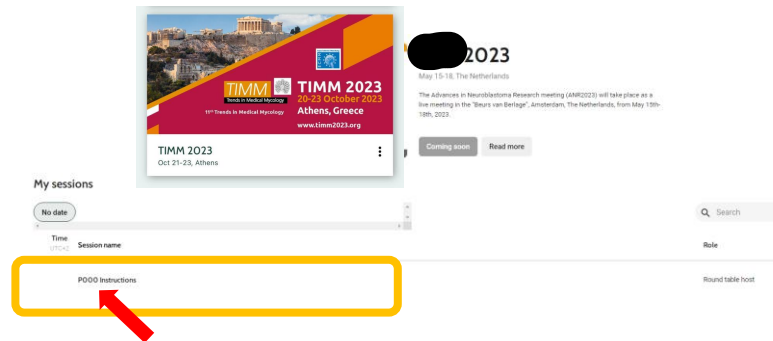 TIMM
Trends in Medical Mycology
11th Trends in Medical Mycology
TIMM 2023
20-23 October 2023
Athens, Greece
www.timm2023.org
TIMM 2023
Oct 21-23, Athens
2023
May 15-18, The Netherlands
The Advances in Neuroblastoma Research meeting (ANR2023) will take place as a
live meeting in the "Beurs van Berlage", Amsterdam, The Netherlands, from May 15th-
18th, 2023.
Coming soon
Read more
My sessions
No date
Search
Time
UTC+2
Session name
Role
P000 Instructions
Round table host